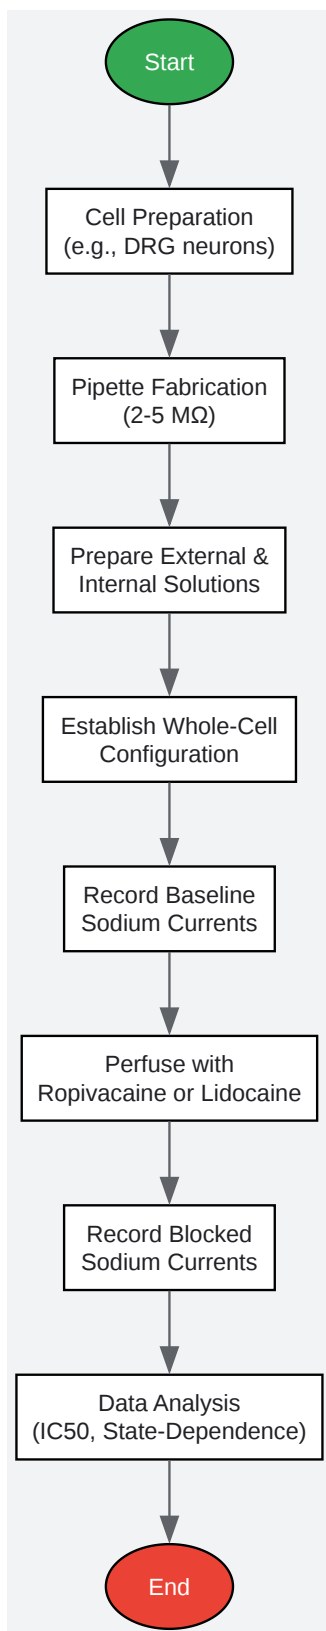 Start
Cell Preparation
(e.g., DRG neurons)
Pipette Fabrication
(2-5 MΩ)
Prepare External &
Internal Solutions
Establish Whole-Cell
Configuration
Record Baseline
Sodium Currents
Perfuse with
Ropivacaine or Lidocaine
Record Blocked
Sodium Currents
Data Analysis
(IC50, State-Dependence)
End